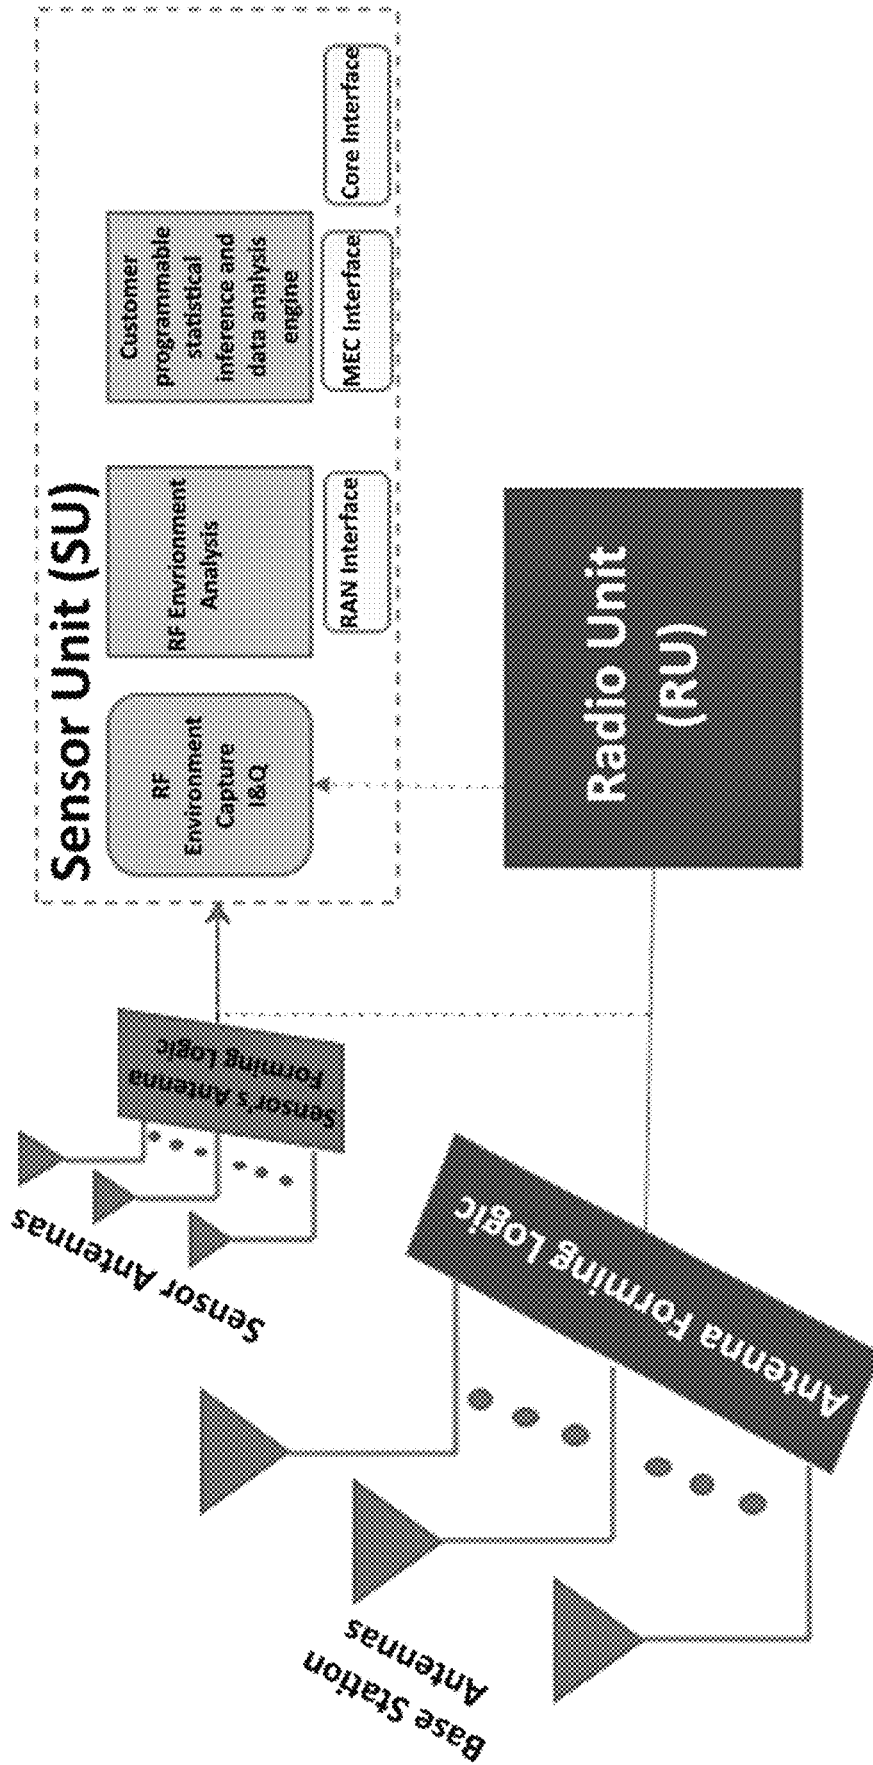 Sensor Unit (SU)
RF
Environment
Capture
I&Q
RF Envrionment
Analysis
Customer
programmable
statistical
inference and
data analysis
engine
RAN Interface
MEC Interface
Core Interface
Sensor Antennas
Sensor's Antenna
Forming Logic
Radio Unit
(RU)
Base Station
Antennas
Antenna Forming Logic